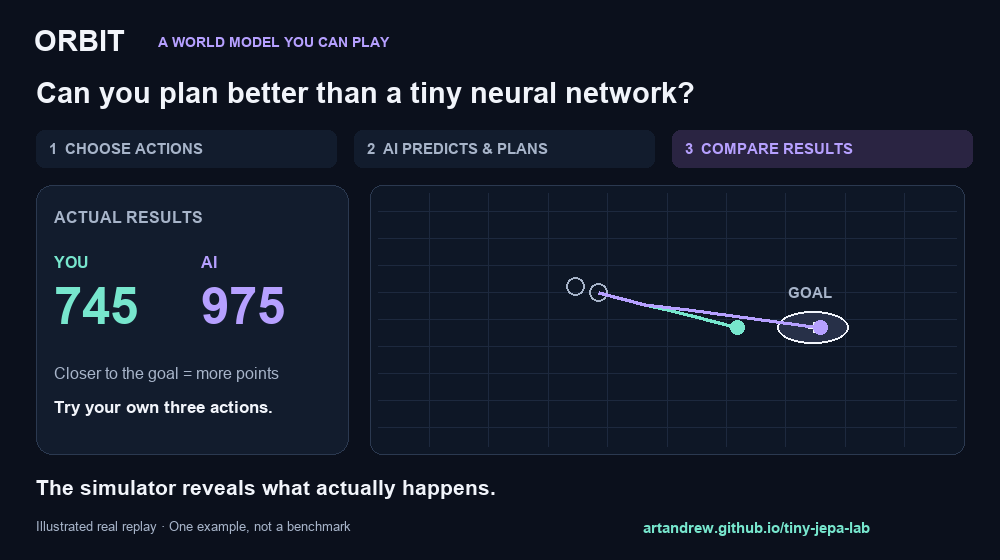 ORBIT
A WORLD MODEL YOU CAN PLAY
Can you plan better than a tiny neural network?
1 CHOOSE ACTIONS
2 AI PREDICTS & PLANS
3 COMPARE RESULTS
ACTUAL RESULTS
YOU
AI
745
975
Closer to the goal = more points
Try your own three actions.
GOAL
The simulator reveals what actually happens.
Illustrated real replay · One example, not a benchmark
artandrew.github.io/tiny-jepa-lab